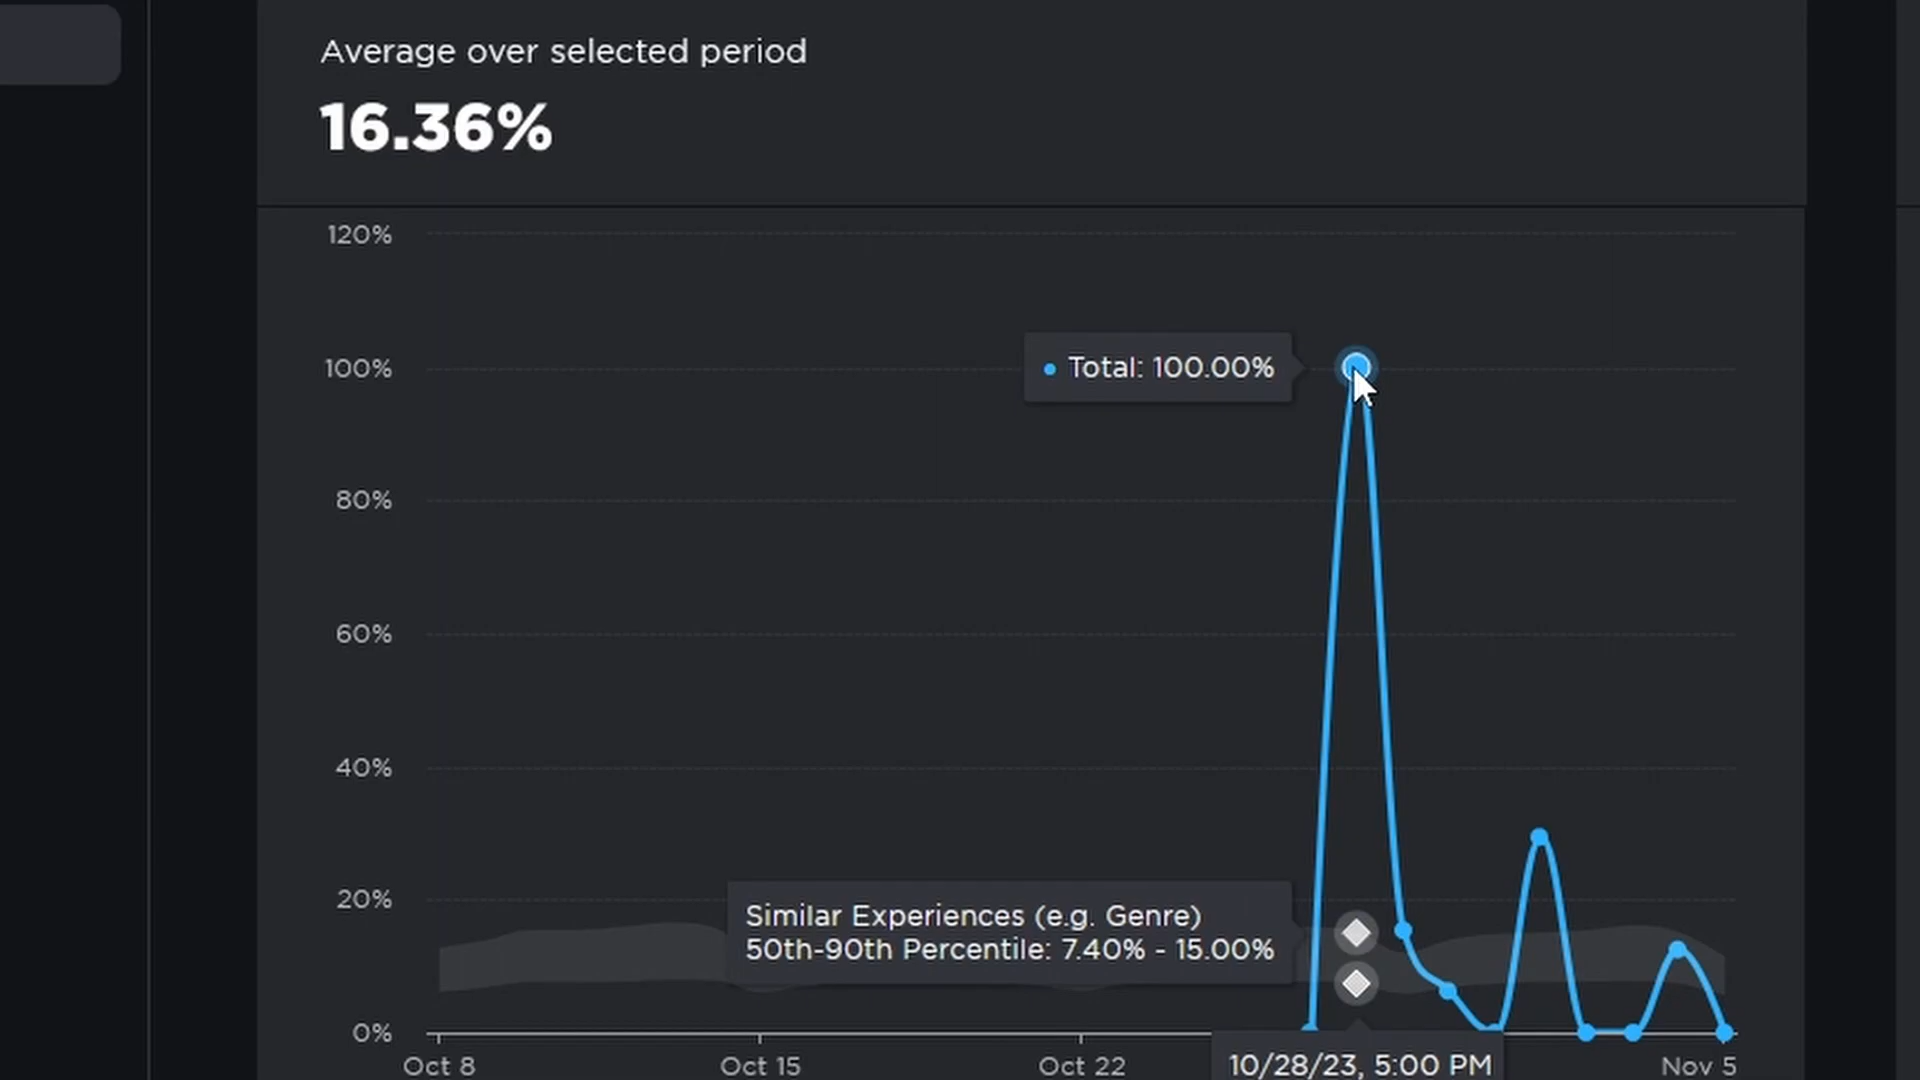 Average over selected period
16.36%
120%
100%
Total: 100.00%
80%
60%
40%
20%
Similar Experiences (e.g. Genre)
50th-90th Percentile: 7.40% - 15.00%
0%
Oct 8
Oct 15
Oct 22
10/28/23, 5:00 PM
Nov 5